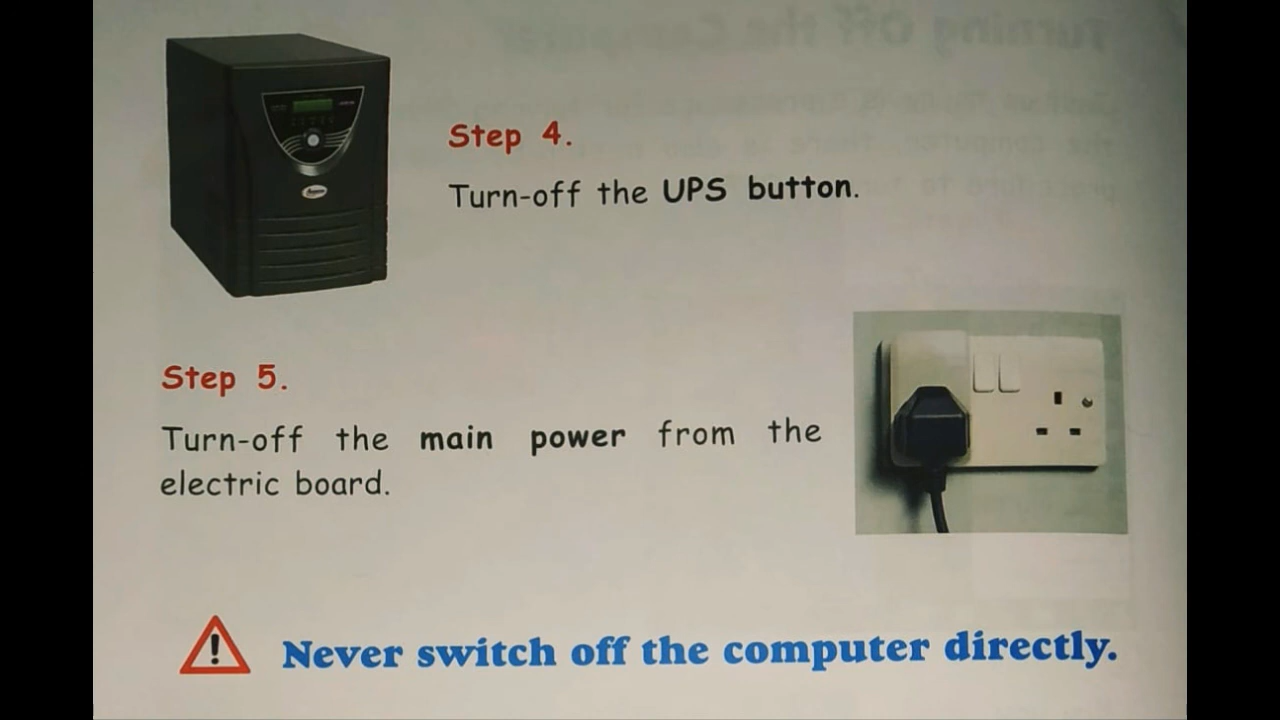 Step 4.
Turn-off the UPS button.
Step 5.
Turn-off the main power from the
electric board.
Never switch off the computer directly.